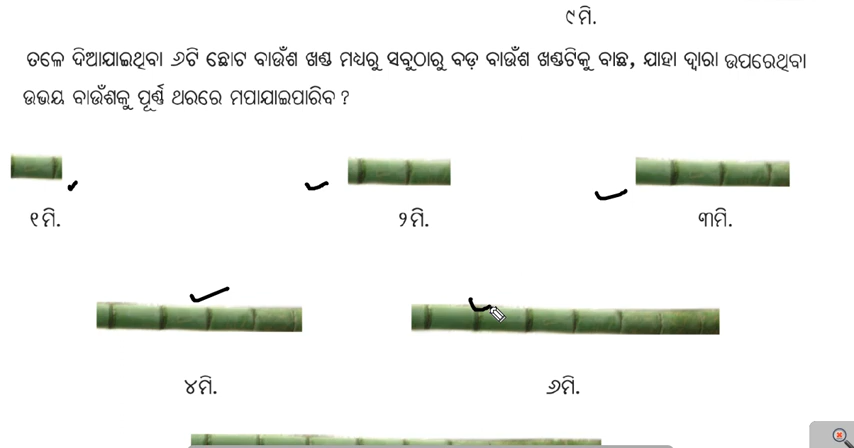 ୯ମି.
ତଳେ ଦିଆଯାଇଥିବା ୬ଟି ଛୋଟ ବାଉଁଶ ଖଣ୍ଡ ମଧ୍ୟରୁ ସବୁଠାରୁ ବଡ଼ ବାଉଁଶ ଖଣ୍ଡଟିକୁ ବାଛ, ଯାହା ଦ୍ୱାରା ଉପରେଥିବା
ଉଭୟ ବାଉଁଶକୁ ପୂର୍ଣ୍ଣ ଥରରେ ମପାଯାଇପାରିବ ?
୧ମି. ୨ମି. ୩ମି.
୪ମି. ୬ମି.